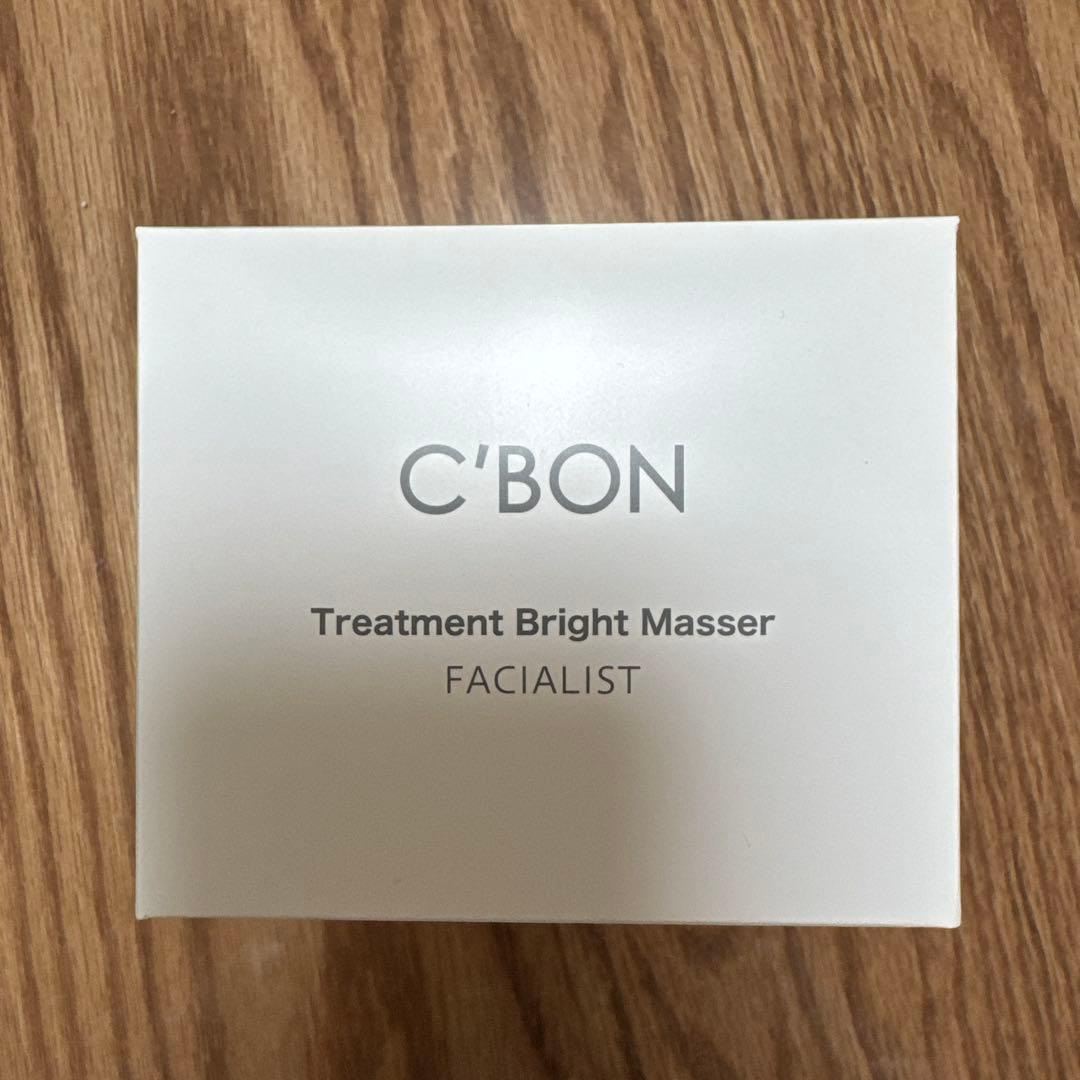 C'BON
Treatment Bright Masser
FACIALIST